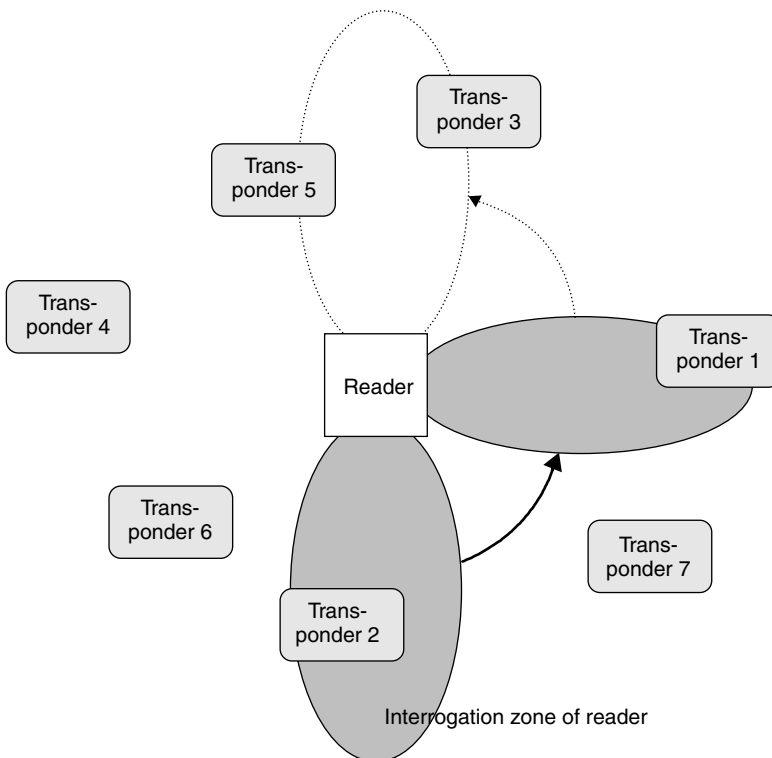 Trans-
ponder 3
Trans-
ponder 5
Trans-
ponder 4
Trans-
ponder 1
Reader
Trans-
ponder 6
Trans-
ponder 7
Trans-
ponder 2
Interrogation zone of reader